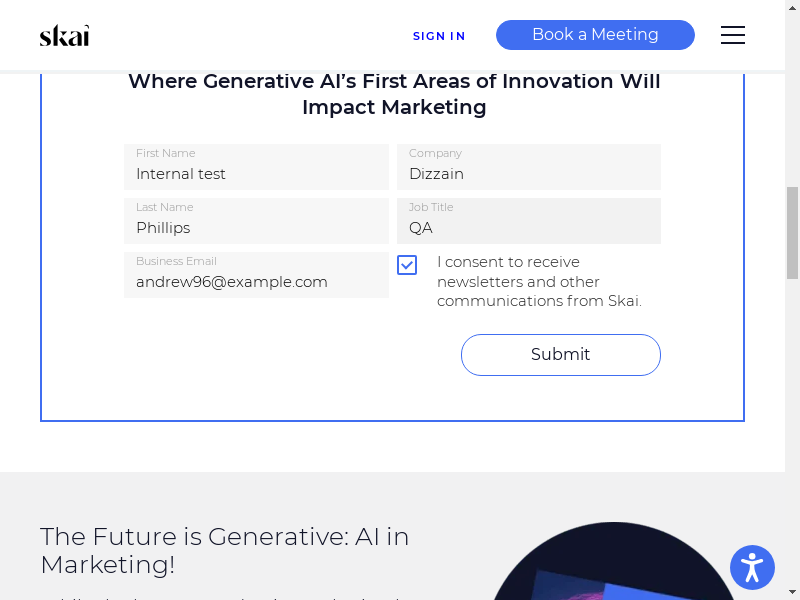 skai
SIGN IN
Book a Meeting
Where Generative AI's First Areas of Innovation Will
Impact Marketing
First Name
Internal test
Company
Dizzain
Last Name
Phillips
Job Title
QA
Business Email
andrew96@example.com
I consent to receive
newsletters and other
communications from Skai.
Submit
The Future is Generative: AI in
Marketing!